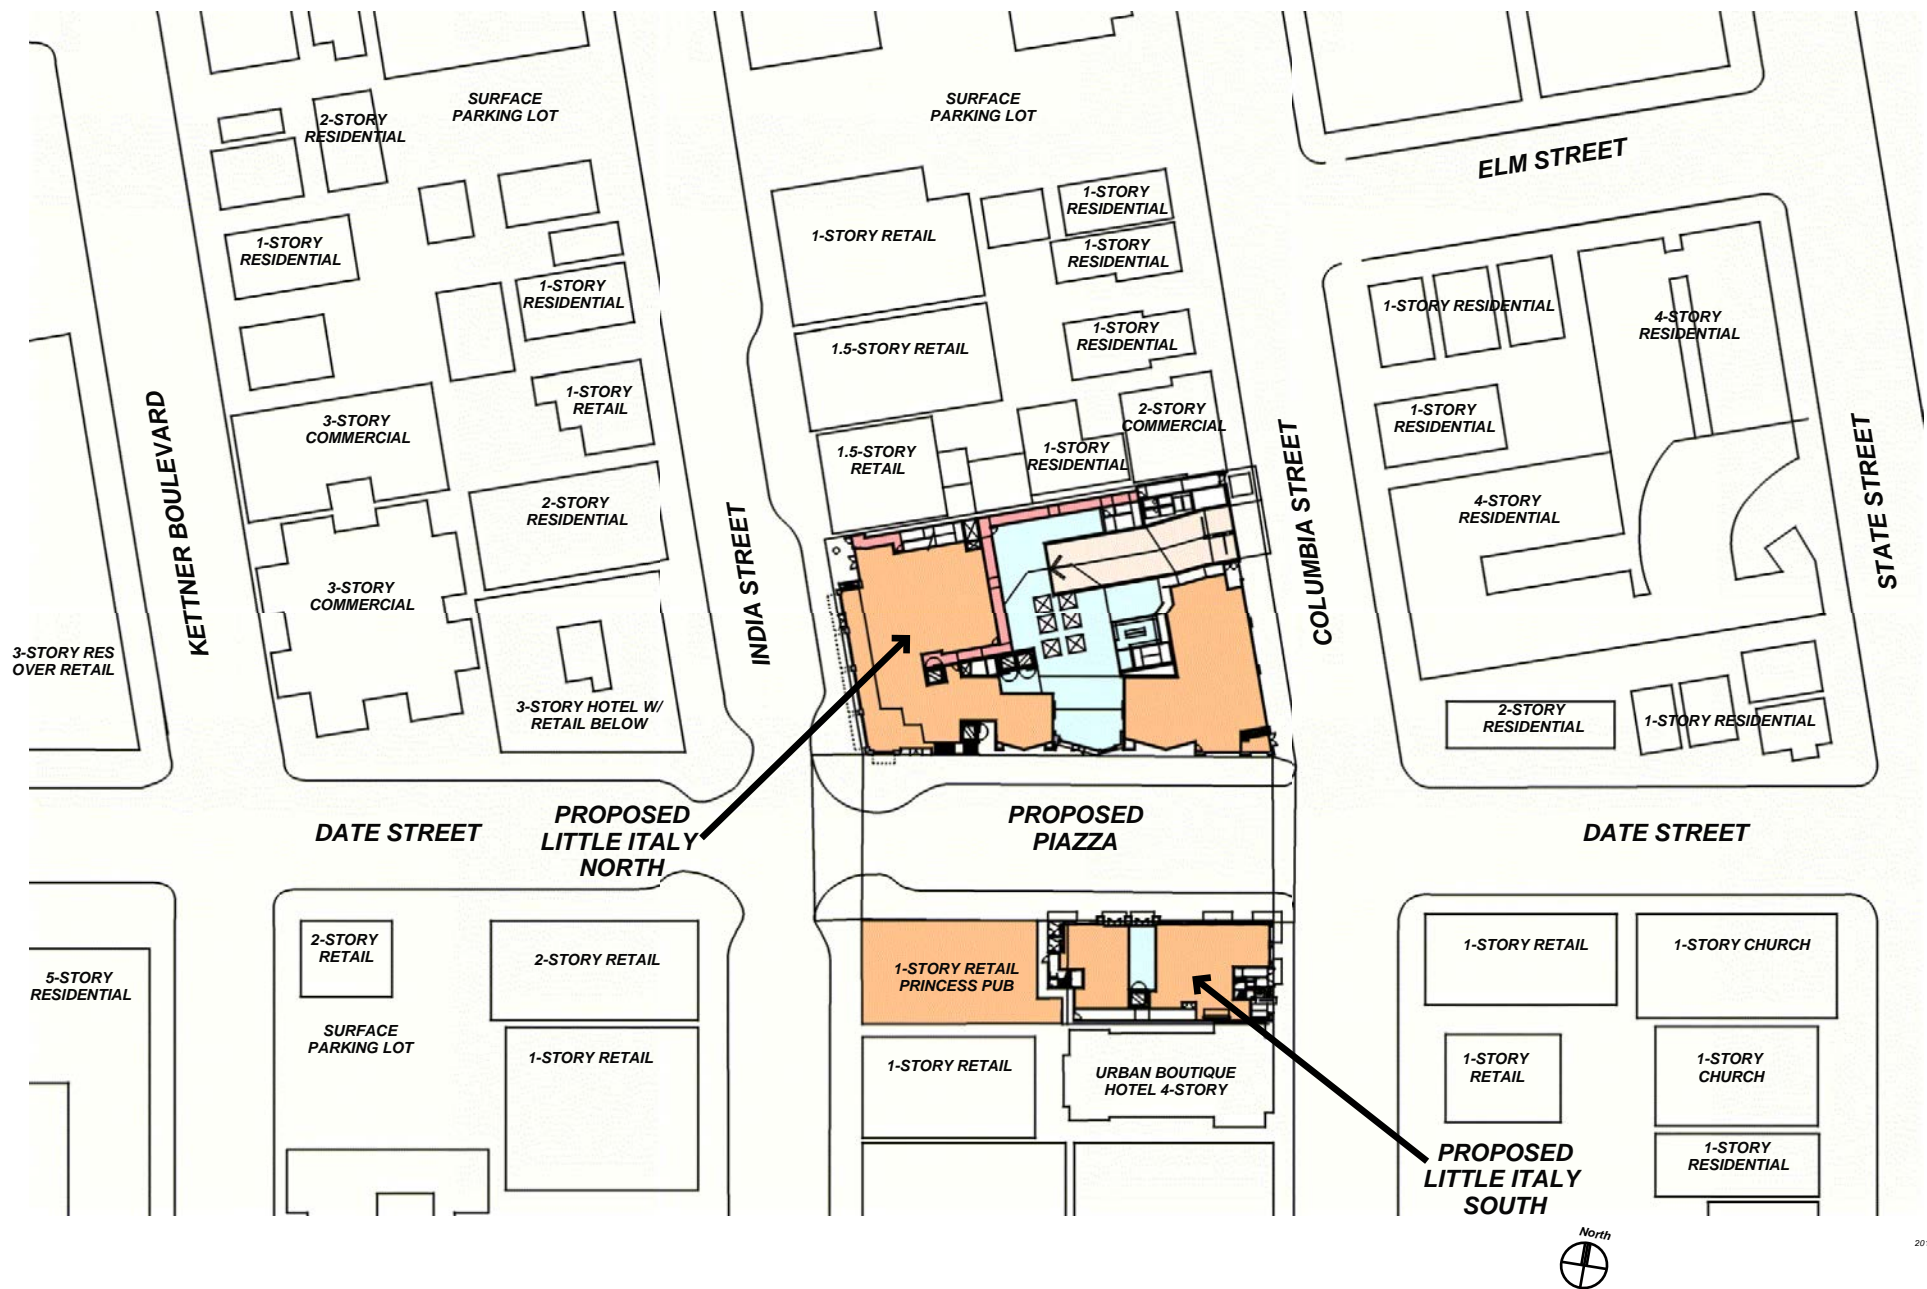 SURFACE
PARKING LOT
SURFACE
PARKING LOT
2-STORY
RESIDENTIAL
ELM STREET
1-STORY
RESIDENTIAL
1-STORY RETAIL
1-STORY
RESIDENTIAL
1-STORY
RESIDENTIAL
1-STORY
RESIDENTIAL
1-STORY RESIDENTIAL
4-STORY
RESIDENTIAL
1.5-STORY RETAIL
1-STORY
RESIDENTIAL
1-STORY
RETAIL
3-STORY
COMMERCIAL
2-STORY
COMMERCIAL
1-STORY
RESIDENTIAL
1.5-STORY
RETAIL
1-STORY
RESIDENTIAL
KETTNER BOULEVARD
INDIA STREET
COLUMBIA STREET
STATE STREET
2-STORY
RESIDENTIAL
4-STORY
RESIDENTIAL
3-STORY
COMMERCIAL
3-STORY RES
OVER RETAIL
3-STORY HOTEL W/
RETAIL BELOW
2-STORY
RESIDENTIAL
1-STORY RESIDENTIAL
DATE STREET
PROPOSED
LITTLE ITALY
NORTH
PROPOSED
PIAZZA
DATE STREET
2-STORY
RETAIL
2-STORY RETAIL
1-STORY RETAIL
PRINCESS PUB
1-STORY RETAIL
1-STORY CHURCH
5-STORY
RESIDENTIAL
SURFACE
PARKING LOT
1-STORY RETAIL
1-STORY RETAIL
URBAN BOUTIQUE
HOTEL 4-STORY
1-STORY
RETAIL
1-STORY
CHURCH
PROPOSED
LITTLE ITALY
SOUTH
1-STORY
RESIDENTIAL
North